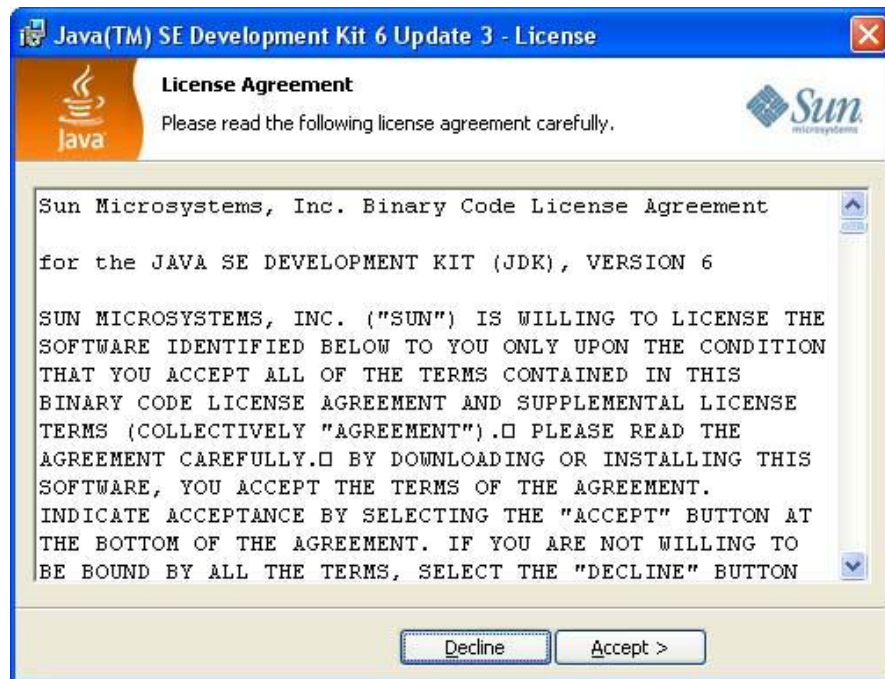 Java(TM) SE Development Kit 6 Update 3 - License
Java
License Agreement
Please read the following license agreement carefully.
Sun
microsystems
Sun Microsystems, Inc. Binary Code License Agreement
for the JAVA SE DEVELOPMENT KIT (JDK), VERSION 6
SUN MICROSYSTEMS, INC. ("SUN") IS WILLING TO LICENSE THE
SOFTWARE IDENTIFIED BELOW TO YOU ONLY UPON THE CONDITION
THAT YOU ACCEPT ALL OF THE TERMS CONTAINED IN THIS
BINARY CODE LICENSE AGREEMENT AND SUPPLEMENTAL LICENSE
TERMS (COLLECTIVELY "AGREEMENT").□ PLEASE READ THE
AGREEMENT CAREFULLY.□ BY DOWNLOADING OR INSTALLING THIS
SOFTWARE, YOU ACCEPT THE TERMS OF THE AGREEMENT.
INDICATE ACCEPTANCE BY SELECTING THE "ACCEPT" BUTTON AT
THE BOTTOM OF THE AGREEMENT. IF YOU ARE NOT WILLING TO
BE BOUND BY ALL THE TERMS, SELECT THE "DECLINE" BUTTON
Decline
Accept >